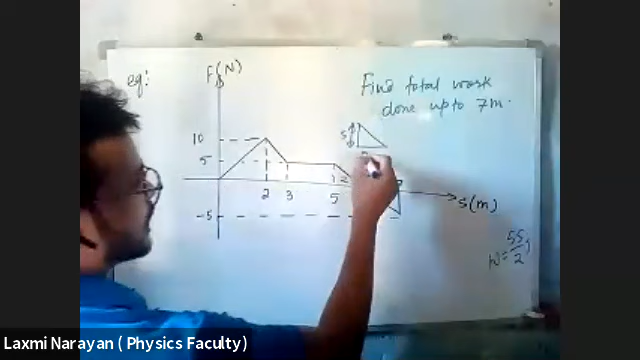 eg:
F(N)
Find total work
done up to 7m.
10
5
5
2
3
5
-5
s(m)
W = 55/2 J
Laxmi Narayan ( Physics Faculty)